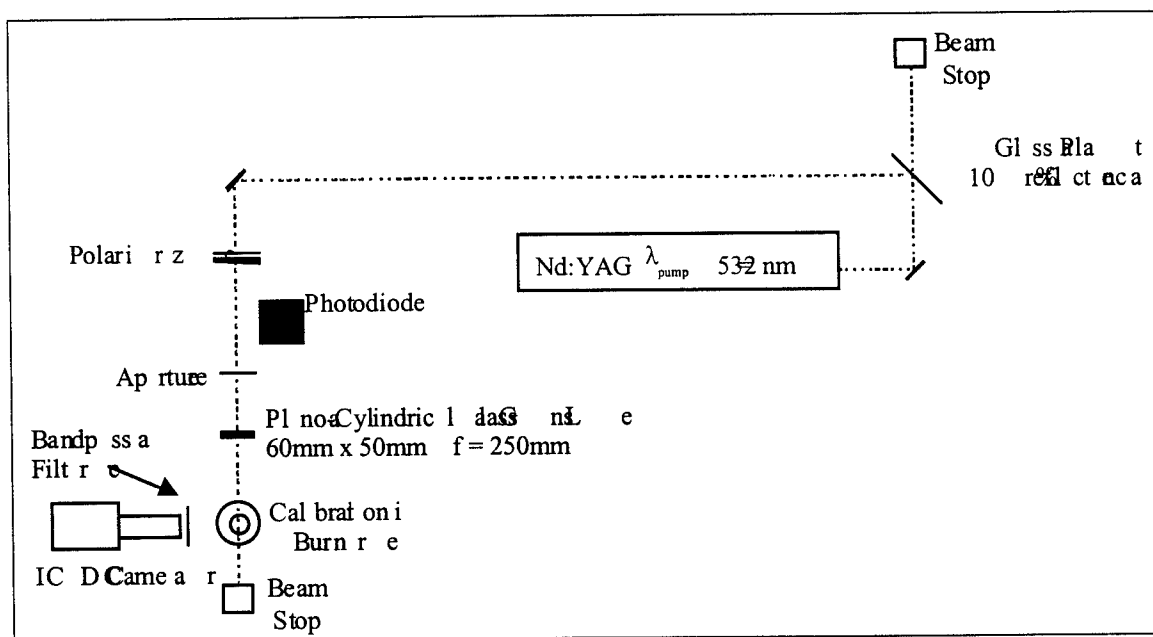 Beam
Stop
Gl ss Pla t
10
Polari r z
Nd:YAG λpump 532 nm
Photodiode
Ap rture
Pl no-Cylindric l
60mm x 50mm f = 250mm
Bandp ss a
Filt r e
Cal brat on i
Burn r e
IC D Came a r
Beam
Stop